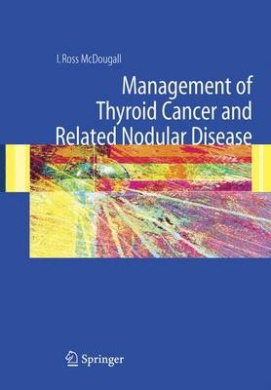 I. Ross McDougall
Management of
Thyroid Cancer and
Related Nodular Disease
Springer